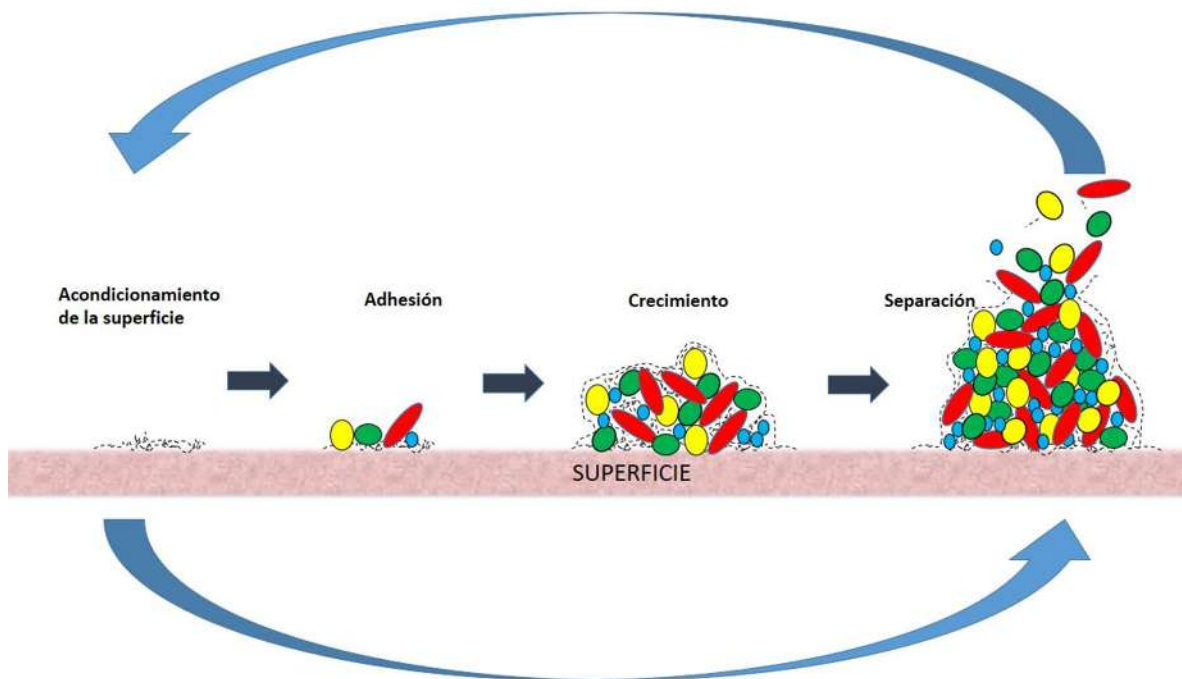 Acondicionamiento
de la superficie
Adhesión
Crecimiento
Separación
SUPERFICIE